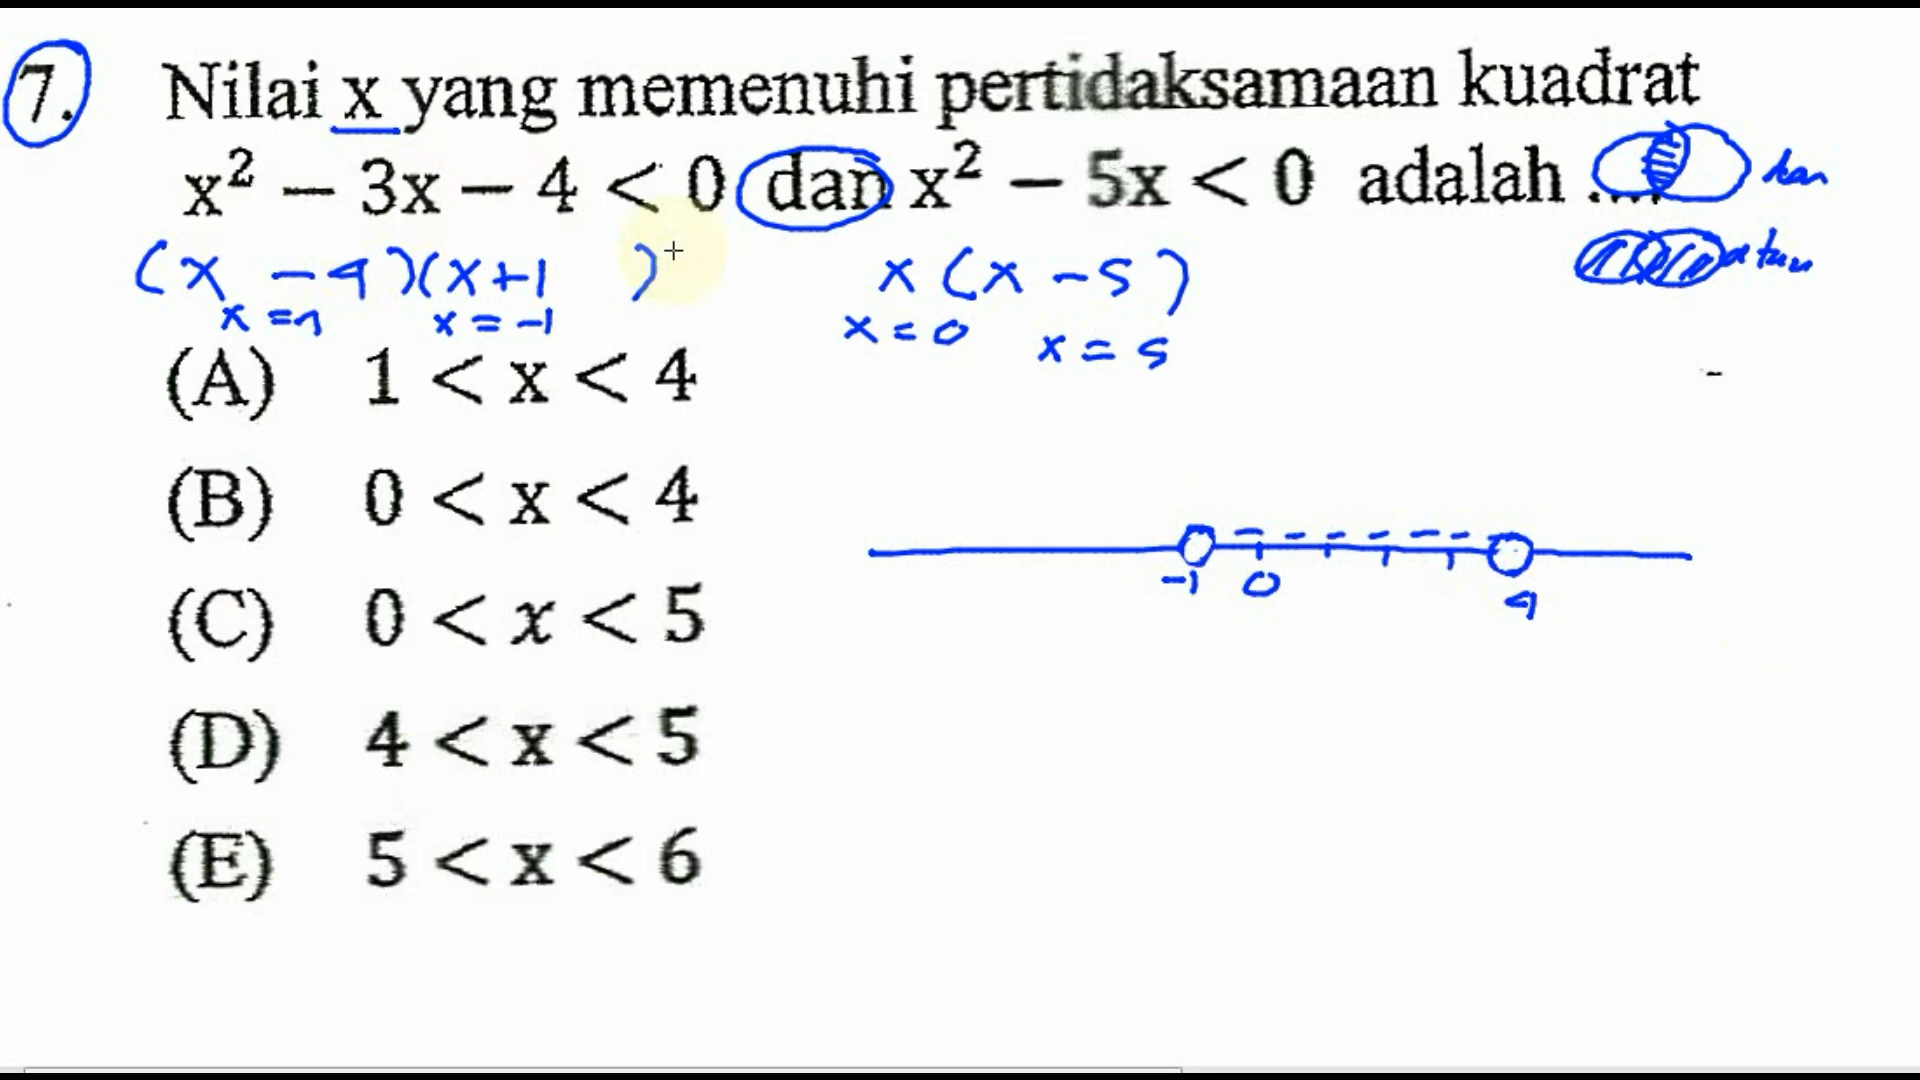 7. Nilai x yang memenuhi pertidaksamaan kuadrat
x² − 3x − 4 < 0 dan x² − 5x < 0 adalah ....
(x − 4)(x + 1 ) x (x − 5)
x = 4 x = −1 x = 0 x = 5
(A) 1 < x < 4
(B) 0 < x < 4
(C) 0 < x < 5
(D) 4 < x < 5
(E) 5 < x < 6
−1 0 4